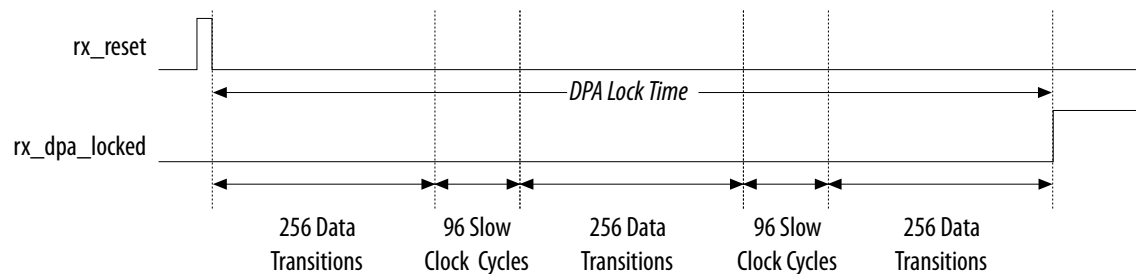 rx_reset
DPA Lock Time
rx_dpa_locked
256 Data
Transitions
96 Slow
Clock Cycles
256 Data
Transitions
96 Slow
Clock Cycles
256 Data
Transitions